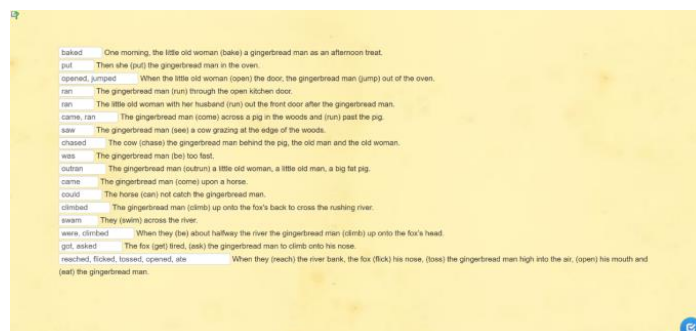 baked One morning, the little old woman (bake) a gingerbread man as an afternoon treat.
put Then she (put) the gingerbread man in the oven.
opened, jumped When the little old woman (open) the door, the gingerbread man (jump) out of the oven.
ran The gingerbread man (run) through the open kitchen door.
ran The little old woman with her husband (run) out the front door after the gingerbread man.
came, ran The gingerbread man (come) across a pig in the woods and (run) past the pig.
saw The gingerbread man (see) a cow grazing at the edge of the woods.
chased The cow (chase) the gingerbread man behind the pig, the old man and the old woman.
was The gingerbread man (be) too fast.
outran The gingerbread man (outrun) a little old woman, a little old man, a big fat pig.
came The gingerbread man (come) upon a horse.
could The horse (can) not catch the gingerbread man.
climbed The gingerbread man (climb) up onto the fox's back to cross the rushing river.
swam They (swim) across the river.
were, climbed When they (be) about halfway the river the gingerbread man (climb) up onto the fox's head.
got, asked The fox (get) tired, (ask) the gingerbread man to climb onto his nose.
reached, flicked, tossed, opened, ate When they (reach) the river bank, the fox (flick) his nose, (toss) the gingerbread man high into the air, (open) his mouth and
(eat) the gingerbread man.